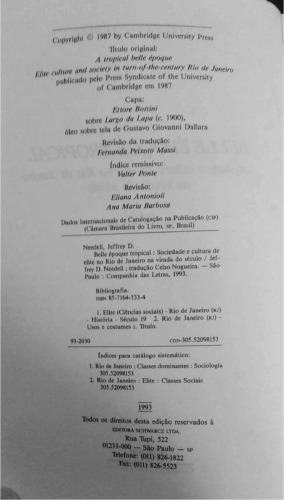 Copyright © 1987 by Cambridge University Press
Título original:
A tropical belle époque
Elite culture and society in turn-of-the-century Rio de Janeiro
publicado pelo Press Syndicate of the University
of Cambridge em 1987
Capa:
Ettore Bottini
sobre Largo da Lapa (c. 1900),
óleo sobre tela de Gustavo Giovanni Dallara
Revisão da tradução:
Fernanda Peixoto Massi
Índice remissivo:
Valter Ponte
Revisão:
Eliana Antonioli
Ana Maria Barbosa
Dados Internacionais de Catalogação na Publicação (CIP)
(Câmara Brasileira do Livro, SP, Brasil)
Needell, Jeffrey D.
Belle époque tropical : Sociedade e cultura de
elite no Rio de Janeiro na virada do século / Jef-
frey D. Needell ; tradução Celso Nogueira. — São
Paulo : Companhia das Letras, 1993.
Bibliografia.
ISBN 85-7164-333-4
1. Elite (Ciências sociais) - Rio de Janeiro (RJ)
- História - Século 19 2. Rio de Janeiro (RJ) -
Usos e costumes I. Título.
93-2030
CDD-305.52098153
Índices para catálogo sistemático:
1. Rio de Janeiro : Classes dominantes : Sociologia
305.52098153
2. Rio de Janeiro : Elite : Classes Sociais
305.52098153
1993
Todos os direitos desta edição reservados à
EDITORA SCHWARCZ LTDA.
Rua Tupi, 522
01233-000 — São Paulo — SP
Telefone: (011) 826-1822
Fax: (011) 826-5523